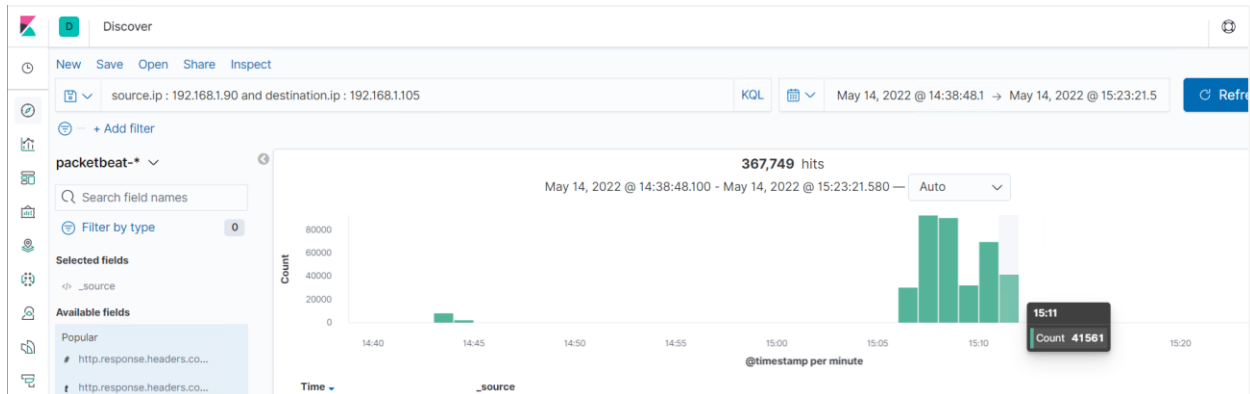 D Discover
New Save Open Share Inspect
source.ip : 192.168.1.90 and destination.ip : 192.168.1.105 KQL May 14, 2022 @ 14:38:48.1 → May 14, 2022 @ 15:23:21.5 Refre
+ Add filter
packetbeat-*
Search field names
Filter by type 0
Selected fields
</> _source
Available fields
Popular
# http.response.headers.co...
t http.response.headers.co...
367,749 hits
May 14, 2022 @ 14:38:48.100 - May 14, 2022 @ 15:23:21.580 — Auto
Count
80000
60000
40000
20000
0
14:40 14:45 14:50 14:55 15:00 15:05 15:10 15:20
15:11
Count 41561
@timestamp per minute
Time _source